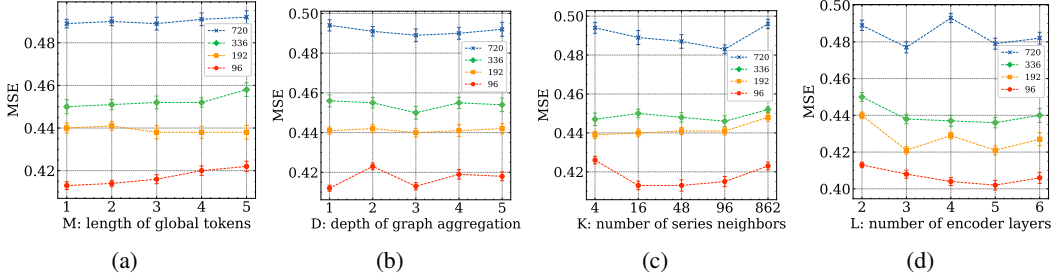 MSE
0.48
0.46
0.44
0.42
720
336
192
96
1 2 3 4 5
M: length of global tokens
(a)
MSE
0.50
0.48
0.46
0.44
0.42
720
336
192
96
1 2 3 4 5
D: depth of graph aggregation
(b)
MSE
0.50
0.48
0.46
0.44
0.42
720
336
192
96
4 16 48 96 862
K: number of series neighbors
(c)
MSE
0.50
0.48
0.46
0.44
0.42
0.40
720
336
192
96
2 3 4 5 6
L: number of encoder layers
(d)